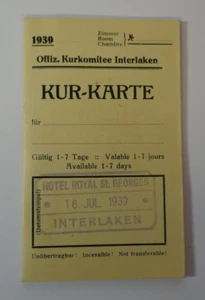 1939
Zimmer
Room
Chambre
Offiz. Kurkomitee Interlaken
KUR-KARTE
für
Gültig 1-7 Tage :: Valable 1-7 jours
Available 1-7 days
(Datumstempel)
HOTEL ROYAL St. GEORGES
16 JUL. 1939
INTERLAKEN
Unübertragbar! Incessible! Not transferable!